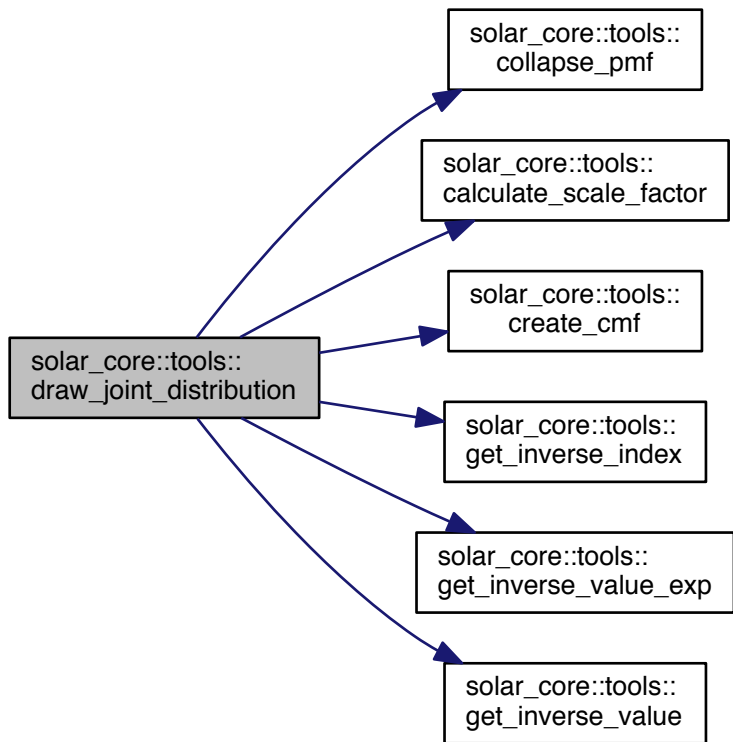 solar_core::tools::
collapse_pmf
solar_core::tools::
calculate_scale_factor
solar_core::tools::
create_cmf
solar_core::tools::
draw_joint_distribution
solar_core::tools::
get_inverse_index
solar_core::tools::
get_inverse_value_exp
solar_core::tools::
get_inverse_value